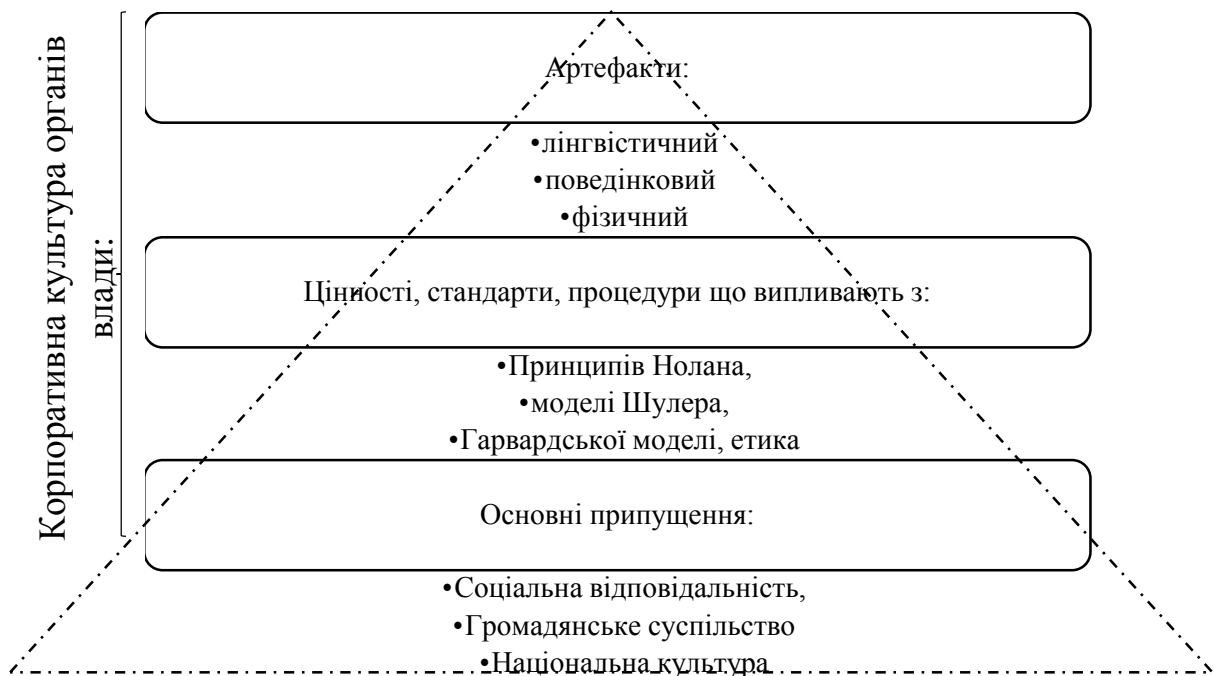 Корпоративна культура органів
влади:
Артефакти:
•лінгвістичний
•поведінковий
•фізичний
Цінності, стандарти, процедури що випливають з:
•Принципів Нолана,
•моделі Шулера,
•Гарвардської моделі, етика
Основні припущення:
•Соціальна відповідальність,
•Громадянське суспільство
•Національна культура